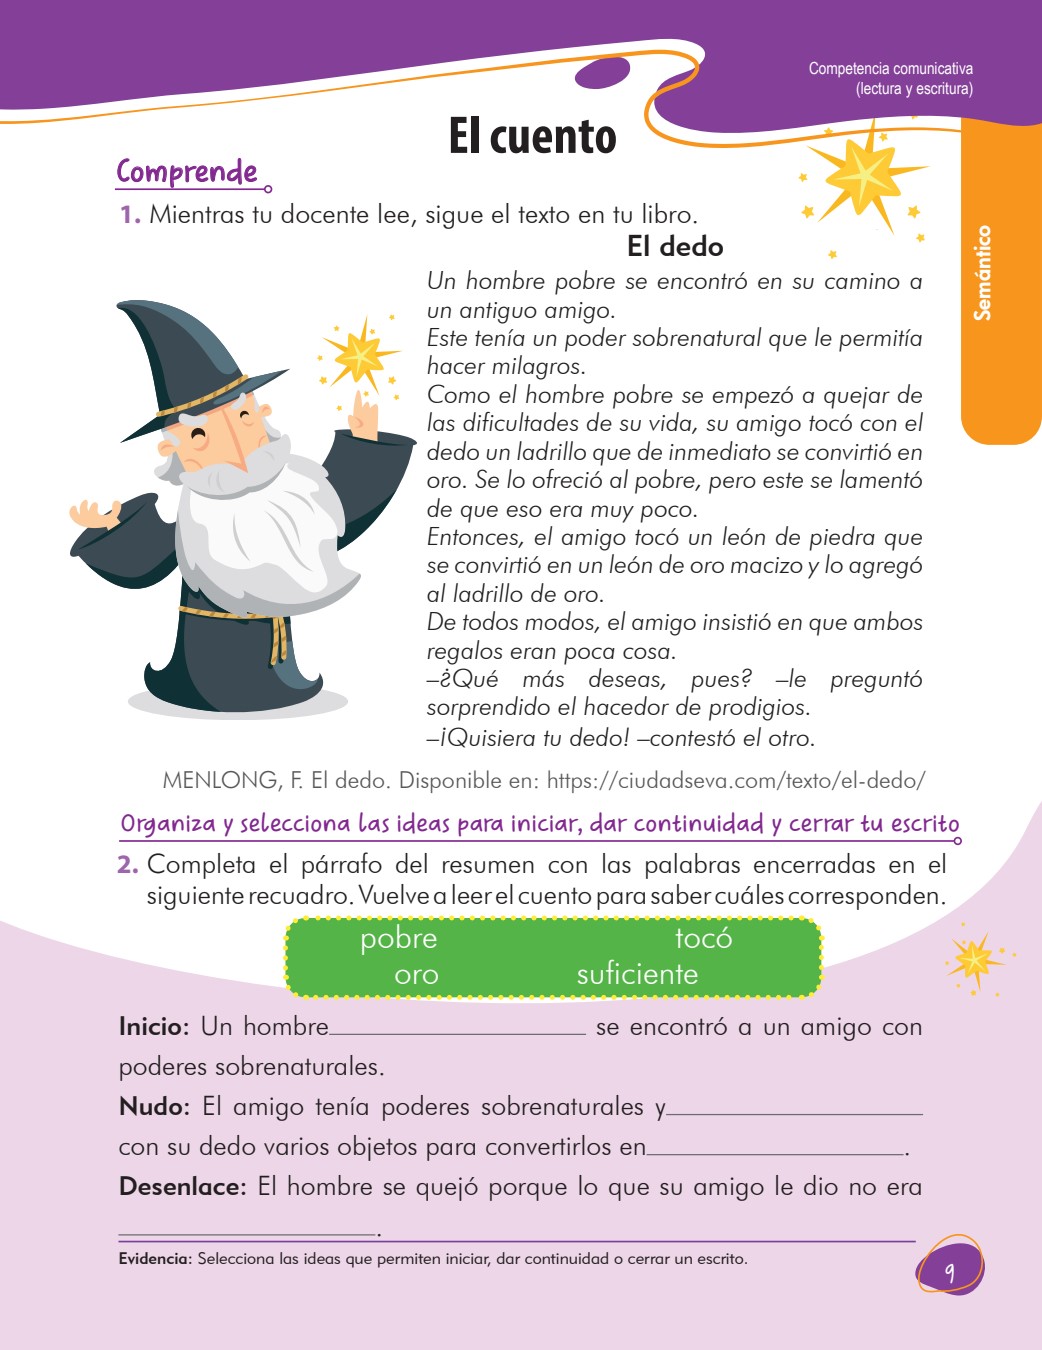 Competencia comunicativa
(lectura y escritura)
El cuento
Comprende
1. Mientras tu docente lee, sigue el texto en tu libro.
Semántico
El dedo
Un hombre pobre se encontró en su camino a
un antiguo amigo.
Este tenía un poder sobrenatural que le permitía
hacer milagros.
Como el hombre pobre se empezó a quejar de
las dificultades de su vida, su amigo tocó con el
dedo un ladrillo que de inmediato se convirtió en
oro. Se lo ofreció al pobre, pero este se lamentó
de que eso era muy poco.
Entonces, el amigo tocó un león de piedra que
se convirtió en un león de oro macizo y lo agregó
al ladrillo de oro.
De todos modos, el amigo insistió en que ambos
regalos eran poca cosa.
–¿Qué más deseas, pues? –le preguntó
sorprendido el hacedor de prodigios.
–¡Quisiera tu dedo! –contestó el otro.
MENLONG, F. El dedo. Disponible en: https://ciudadseva.com/texto/el-dedo/
Organiza y selecciona las ideas para iniciar, dar continuidad y cerrar tu escrito
2. Completa el párrafo del resumen con las palabras encerradas en el
siguiente recuadro. Vuelve a leer el cuento para saber cuáles corresponden.
pobre tocó
oro suficiente
Inicio: Un hombre__________________ se encontró a un amigo con
poderes sobrenaturales.
Nudo: El amigo tenía poderes sobrenaturales y__________________
con su dedo varios objetos para convertirlos en__________________.
Desenlace: El hombre se quejó porque lo que su amigo le dio no era
__________________.
Evidencia: Selecciona las ideas que permiten iniciar, dar continuidad o cerrar un escrito.
9